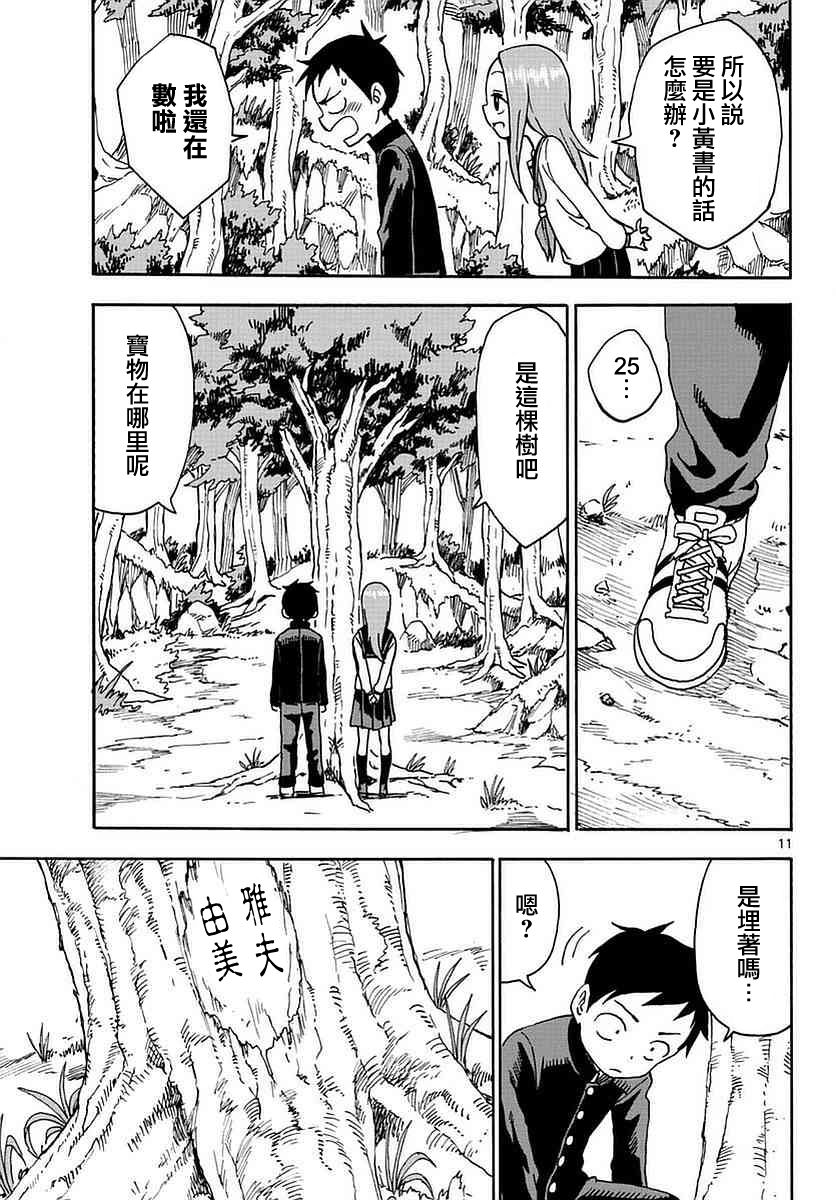 所以説
要是小黃書的話
怎麼辦?
我還在
數啦
25…
是這棵樹吧
寶物在哪里呢
11
是埋著嗎…
嗯?
雅夫
由美